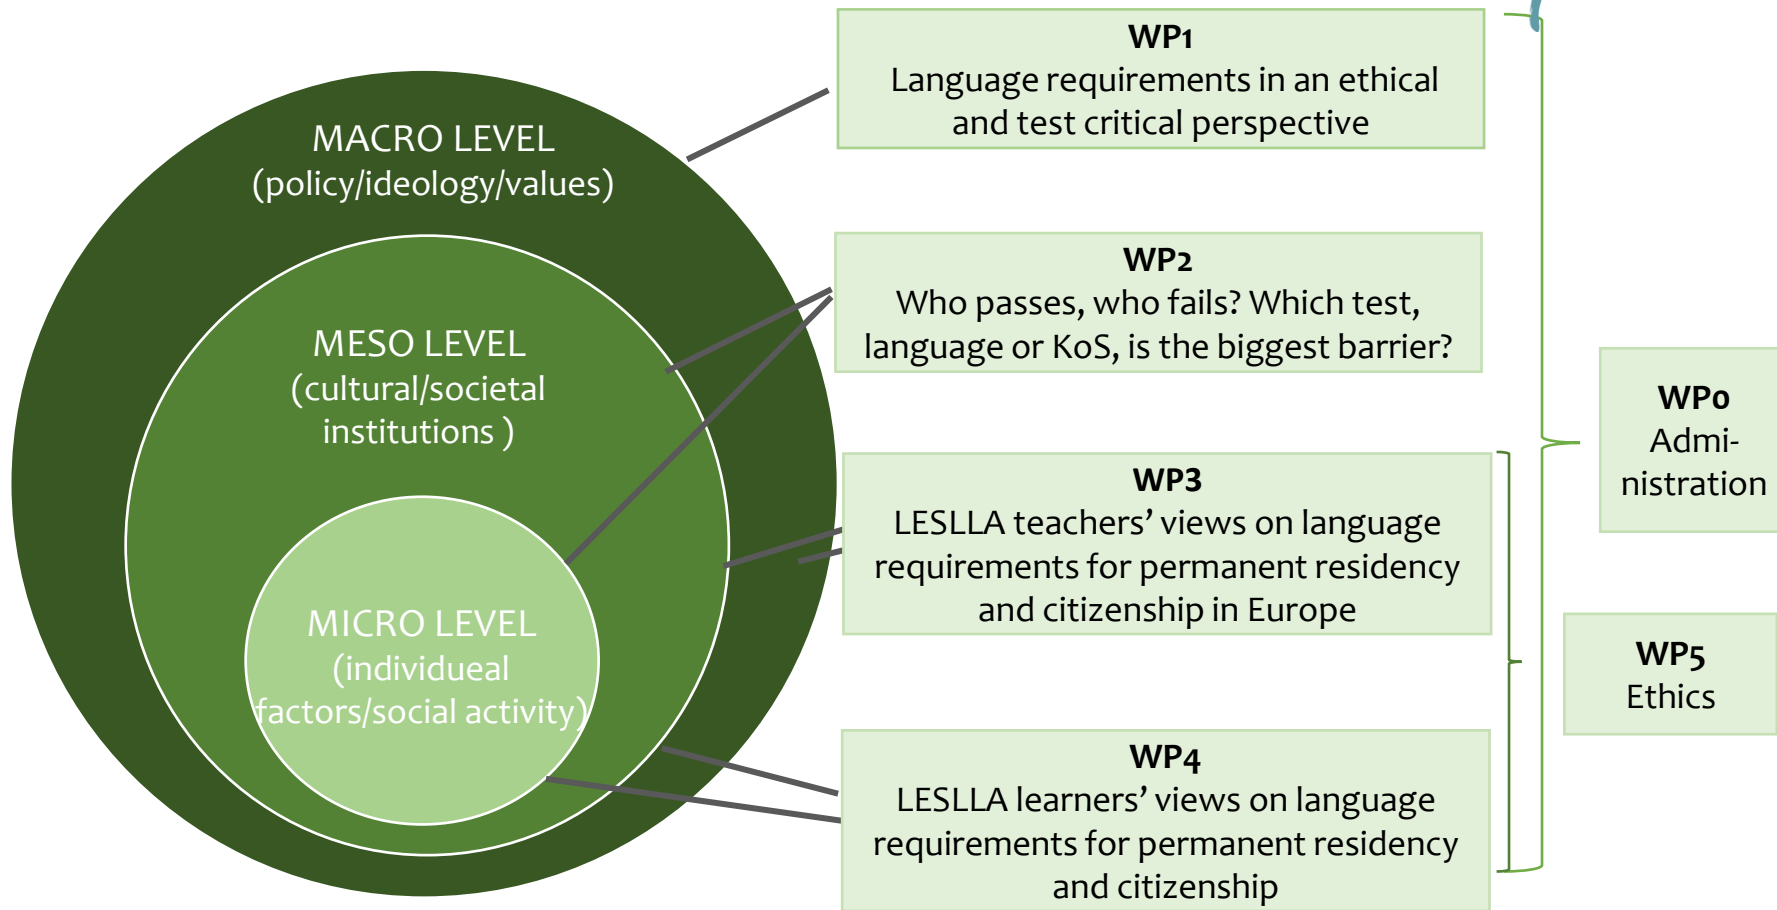 MACRO LEVEL
(policy/ideology/values)
MESO LEVEL
(cultural/societal
institutions )
MICRO LEVEL
(individueal
factors/social activity)
WP1
Language requirements in an ethical
and test critical perspective
WP2
Who passes, who fails? Which test,
language or KoS, is the biggest barrier?
WP3
LESLLA teachers’ views on language
requirements for permanent residency
and citizenship in Europe
WP4
LESLLA learners’ views on language
requirements for permanent residency
and citizenship
WP0
Admi-
nistration
WP5
Ethics